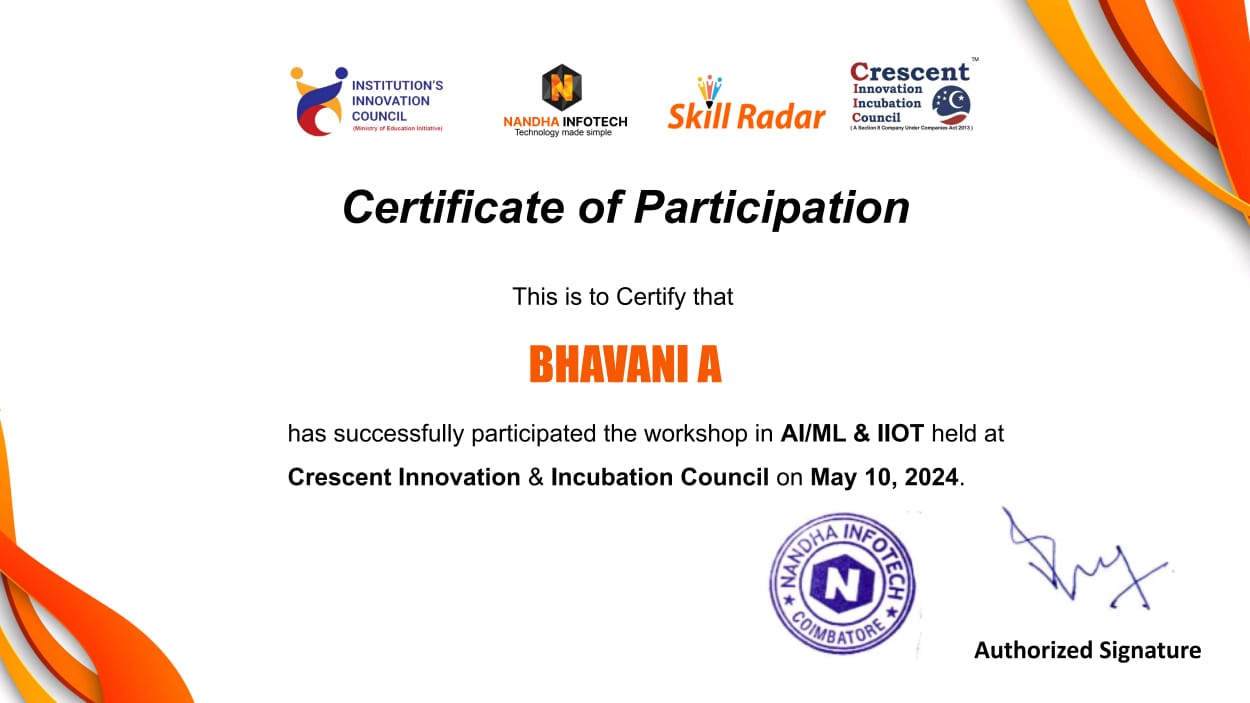 INSTITUTION'S
INNOVATION
COUNCIL
(Ministry of Education Initiative)
N
NANDHA INFOTECH
Technology made simple
Skill Radar
Crescent TM
Innovation
Incubation
Council
( A Section 8 Company Under Companies Act 2013 )
Certificate of Participation
This is to Certify that
BHAVANI A
has successfully participated the workshop in AI/ML & IIOT held at
Crescent Innovation & Incubation Council on May 10, 2024.
NANDHA INFOTECH
N
★ COIMBATORE ★
Authorized Signature